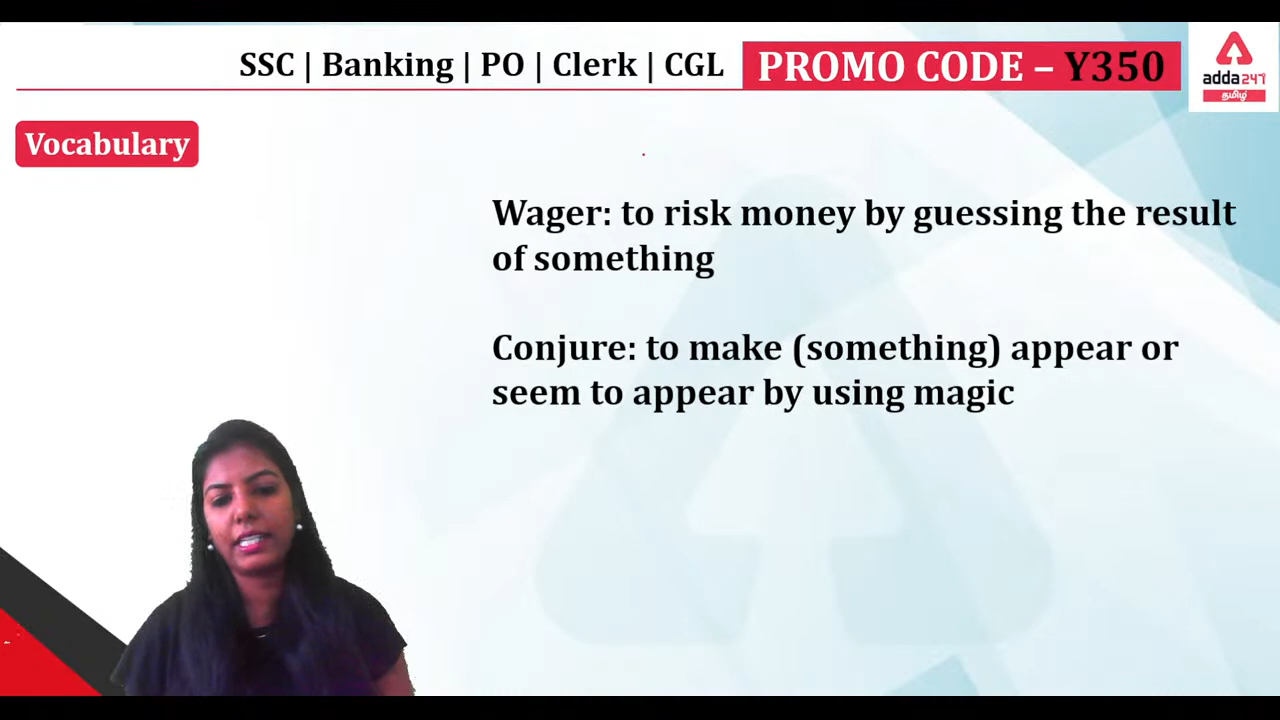 SSC | Banking | PO | Clerk | CGL PROMO CODE – Y350
adda247
தமிழ்
Vocabulary
Wager: to risk money by guessing the result
of something
Conjure: to make (something) appear or
seem to appear by using magic